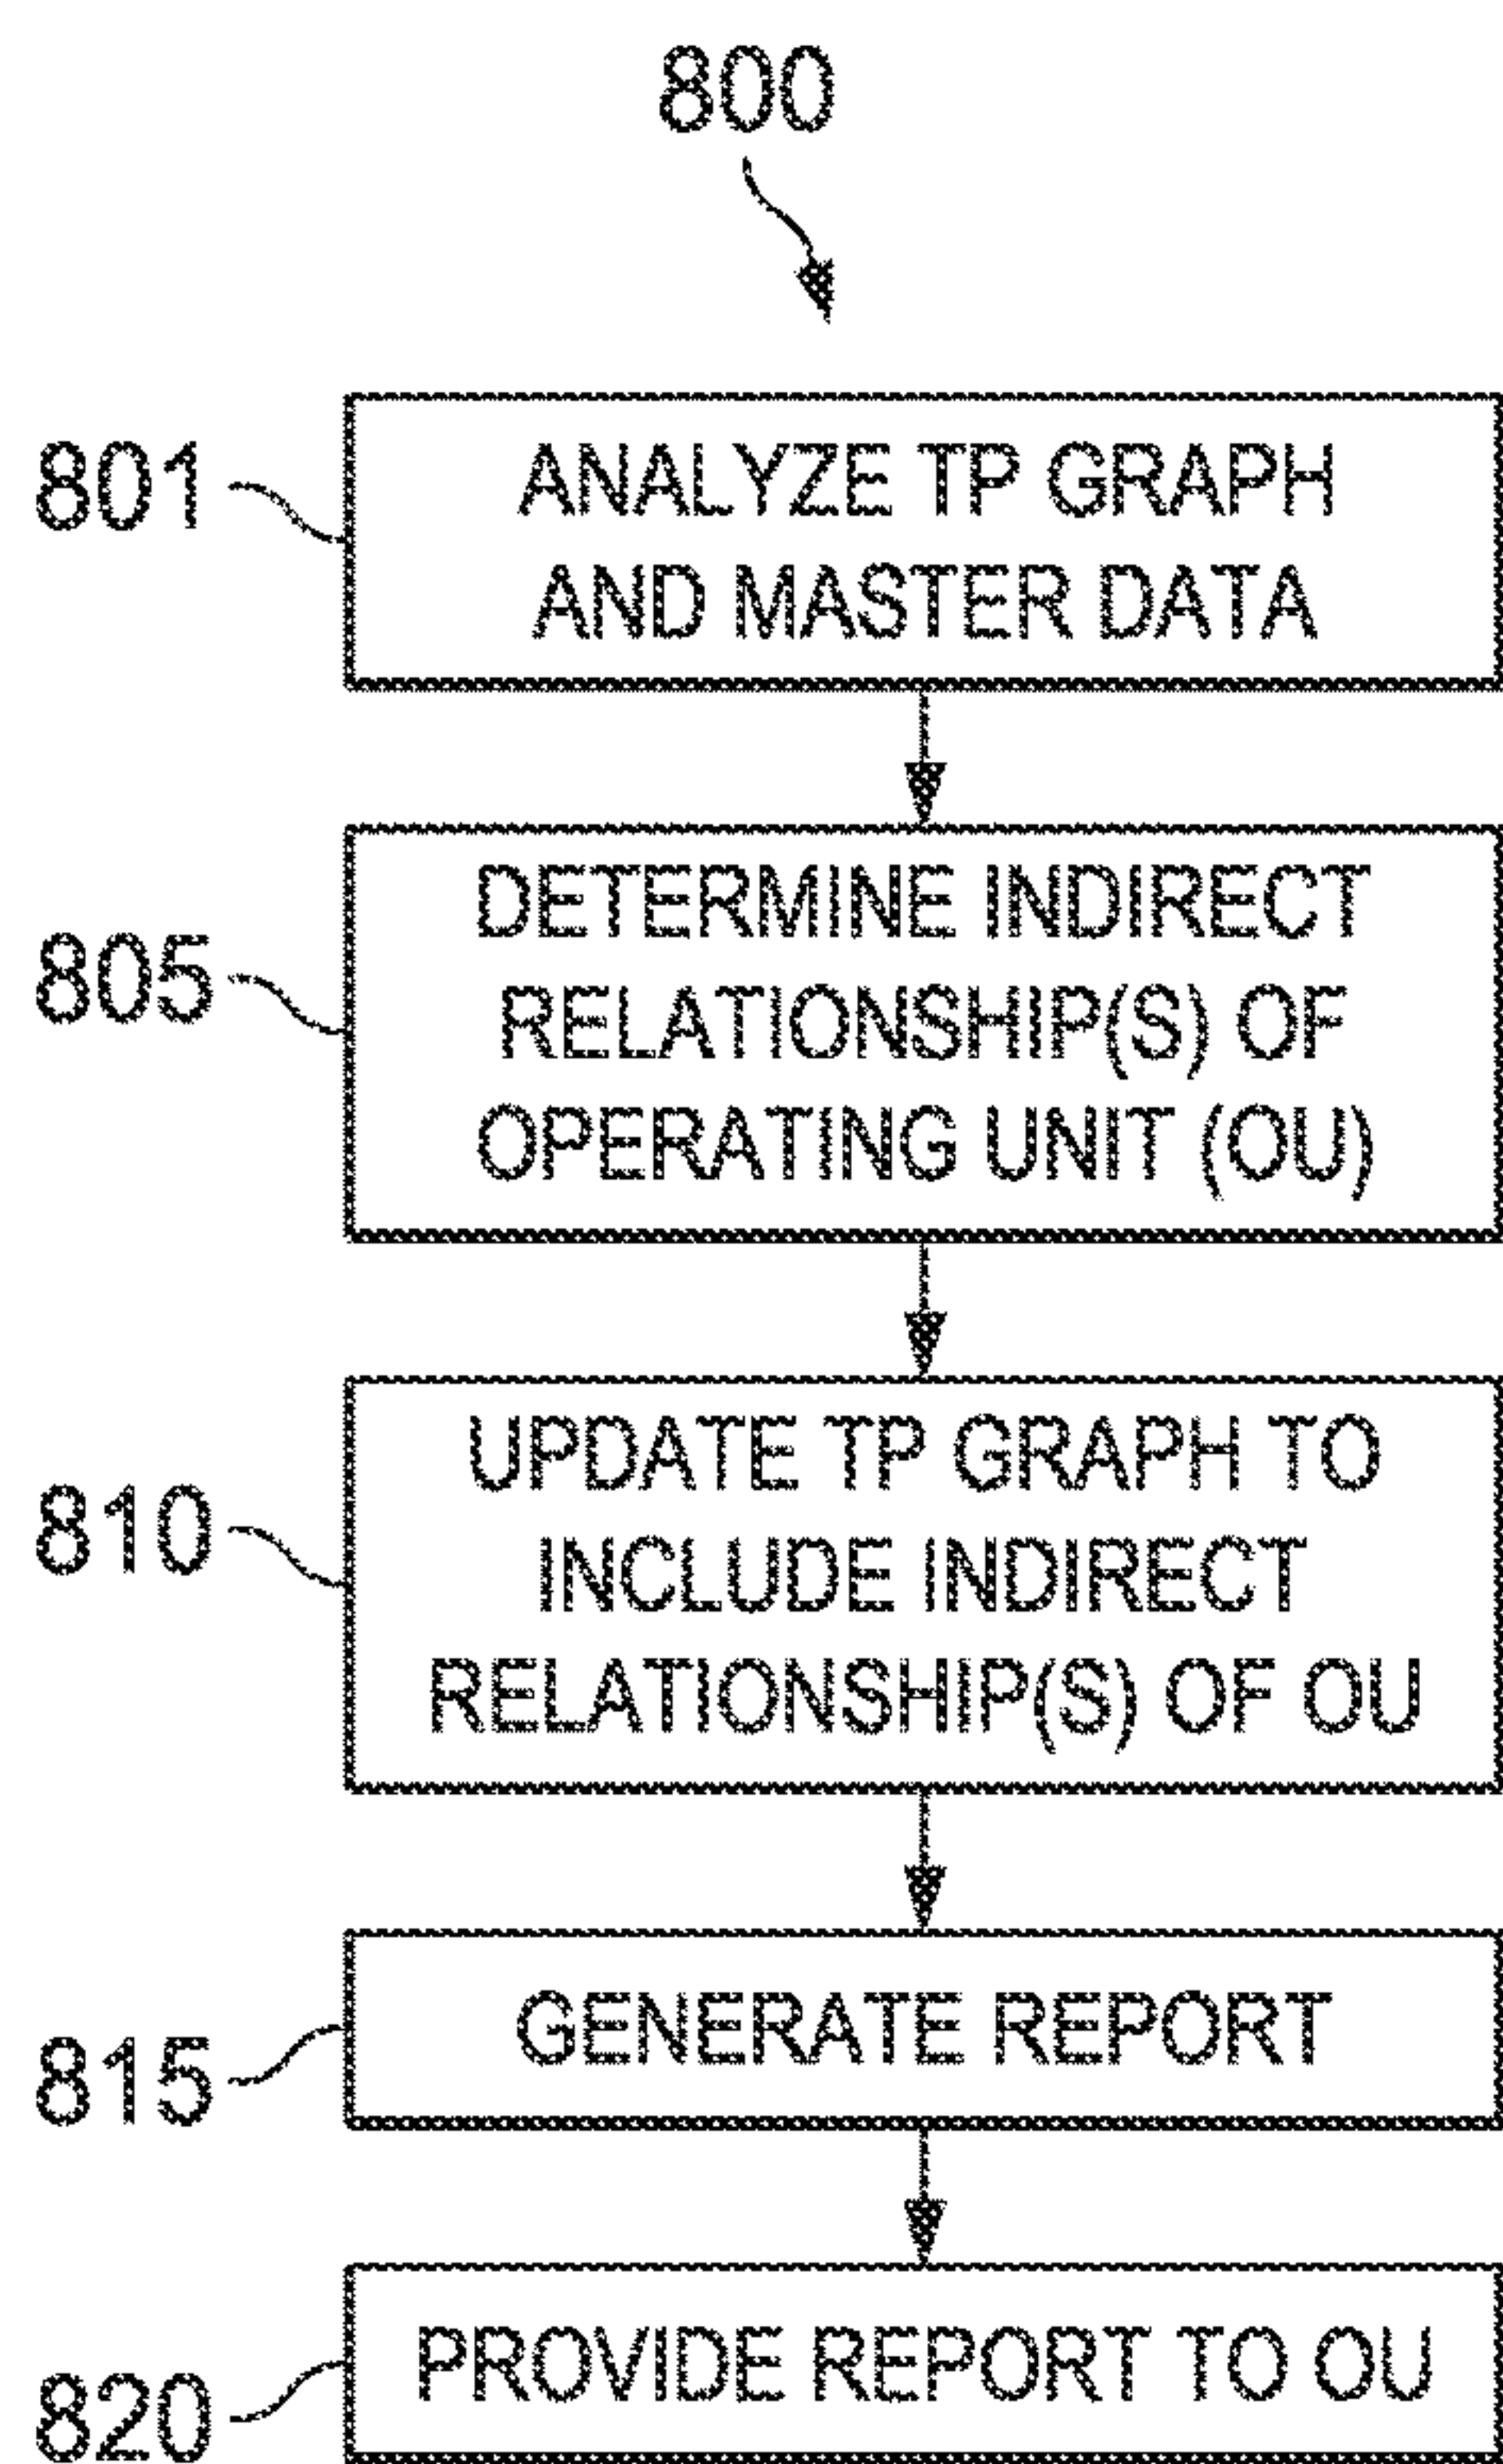 800
801
ANALYZE TP GRAPH
AND MASTER DATA
805
DETERMINE INDIRECT
RELATIONSHIP(S) OF
OPERATING UNIT (OU)
810
UPDATE TP GRAPH TO
INCLUDE INDIRECT
RELATIONSHIP(S) OF OU
815
GENERATE REPORT
820
PROVIDE REPORT TO OU